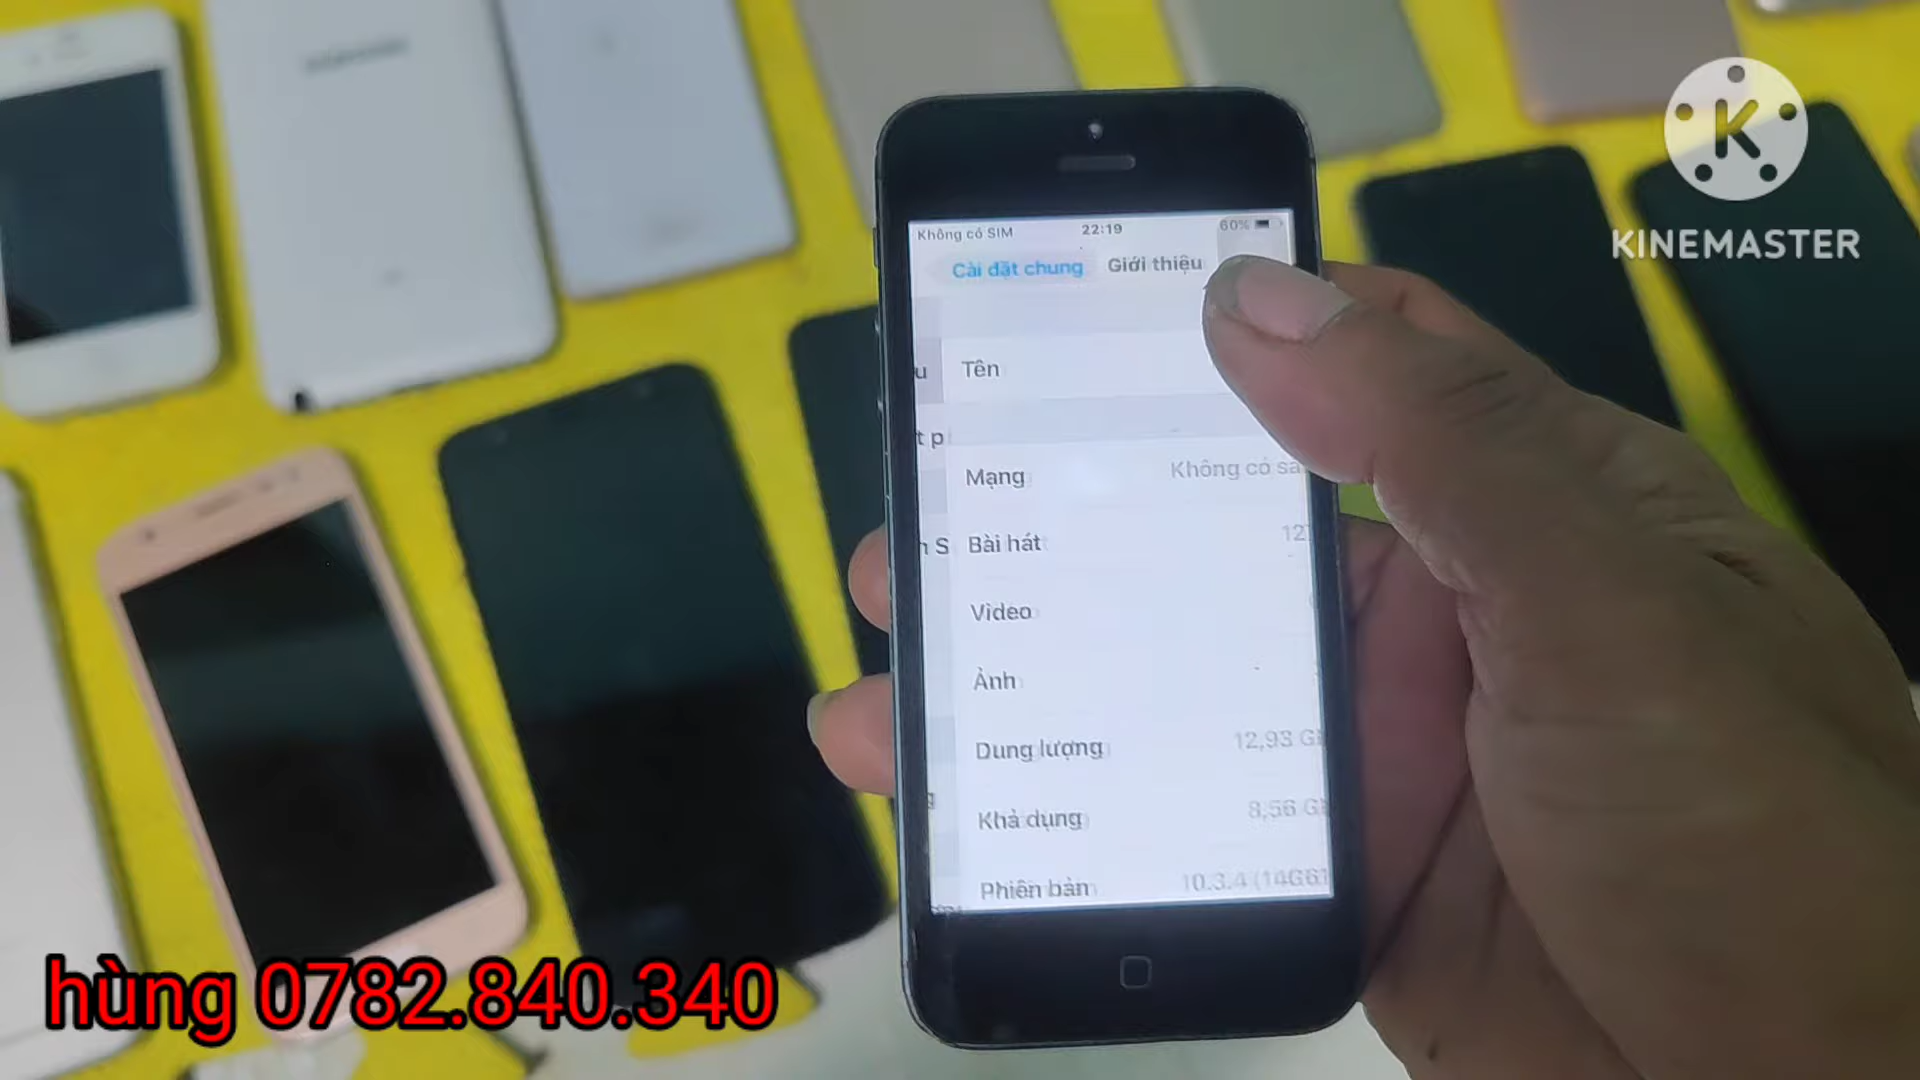 KINEMASTER
Không có SIM 22:19 60%
Cài đặt chung Giới thiệu
Tên
Mạng Không có sẵ
Bài hát 12
Video
Ảnh
Dung lượng 12,93 G
Khả dụng 8,56 G
Phiên bản 10.3.4 (14G61
hùng 0782.840.340